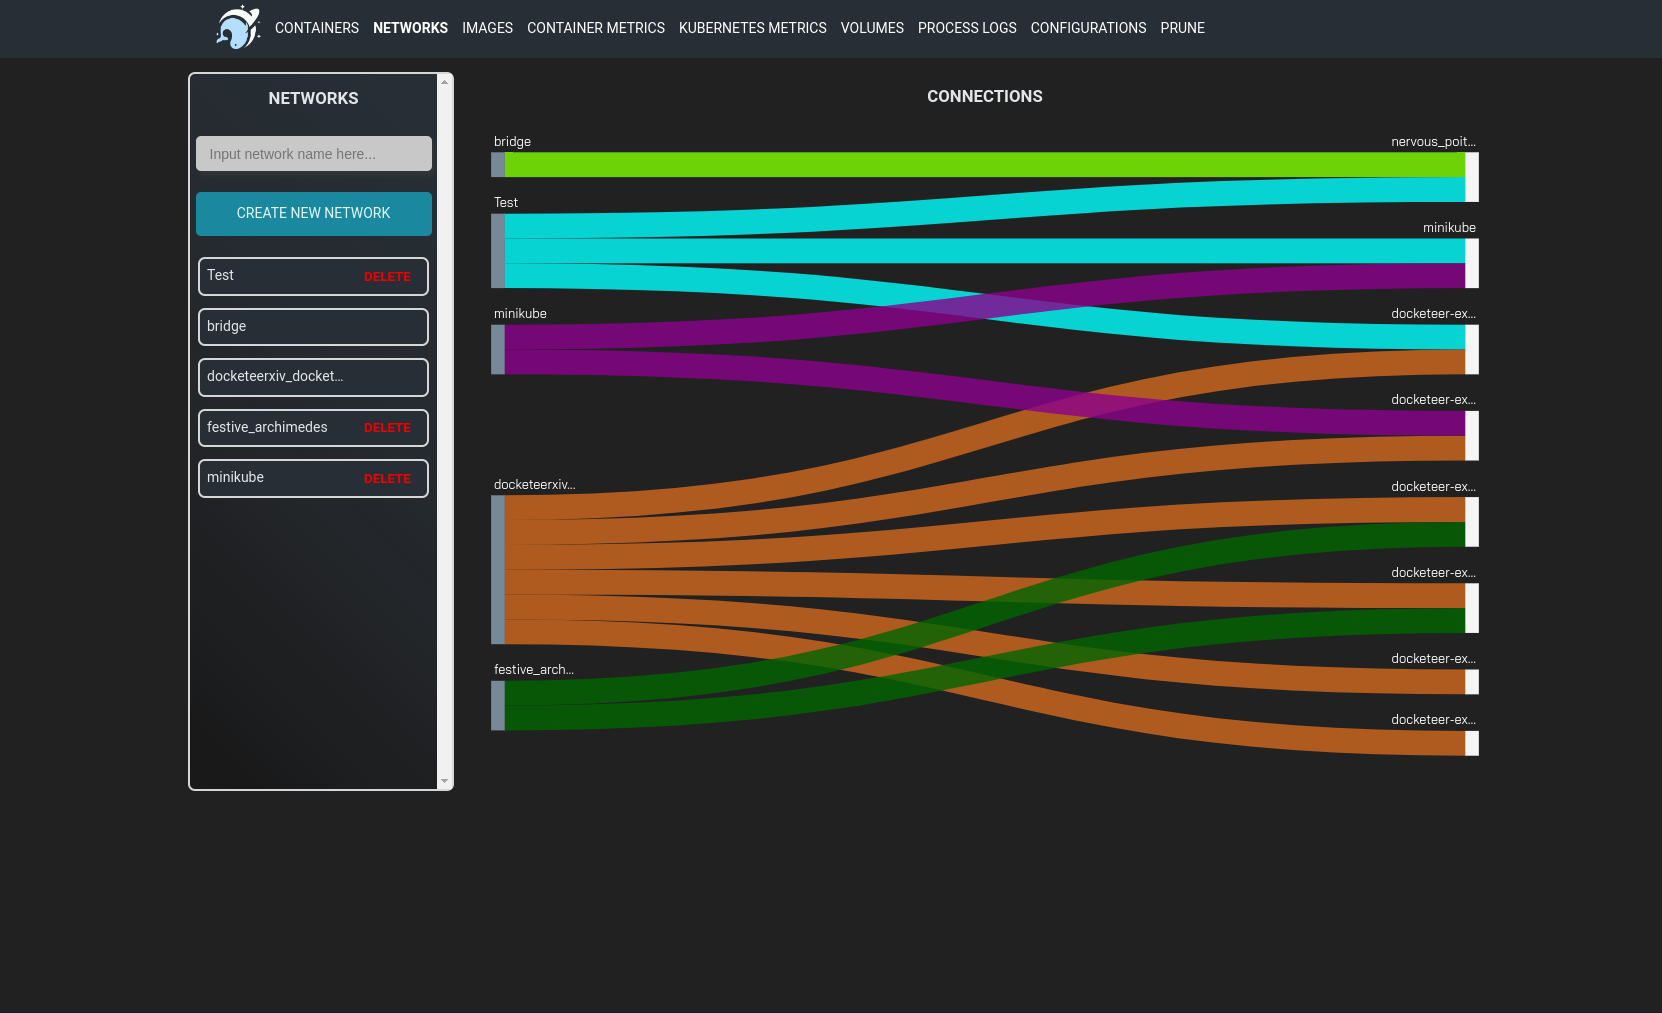 CONTAINERS NETWORKS IMAGES CONTAINER METRICS KUBERNETES METRICS VOLUMES PROCESS LOGS CONFIGURATIONS PRUNE
NETWORKS
Input network name here...
CREATE NEW NETWORK
Test DELETE
bridge
docketeerxiv_docket...
festive_archimedes DELETE
minikube DELETE
CONNECTIONS
bridge
Test
minikube
docketeerxiv...
festive_arch...
nervous_poit...
minikube
docketeer-ex...
docketeer-ex...
docketeer-ex...
docketeer-ex...
docketeer-ex...
docketeer-ex...